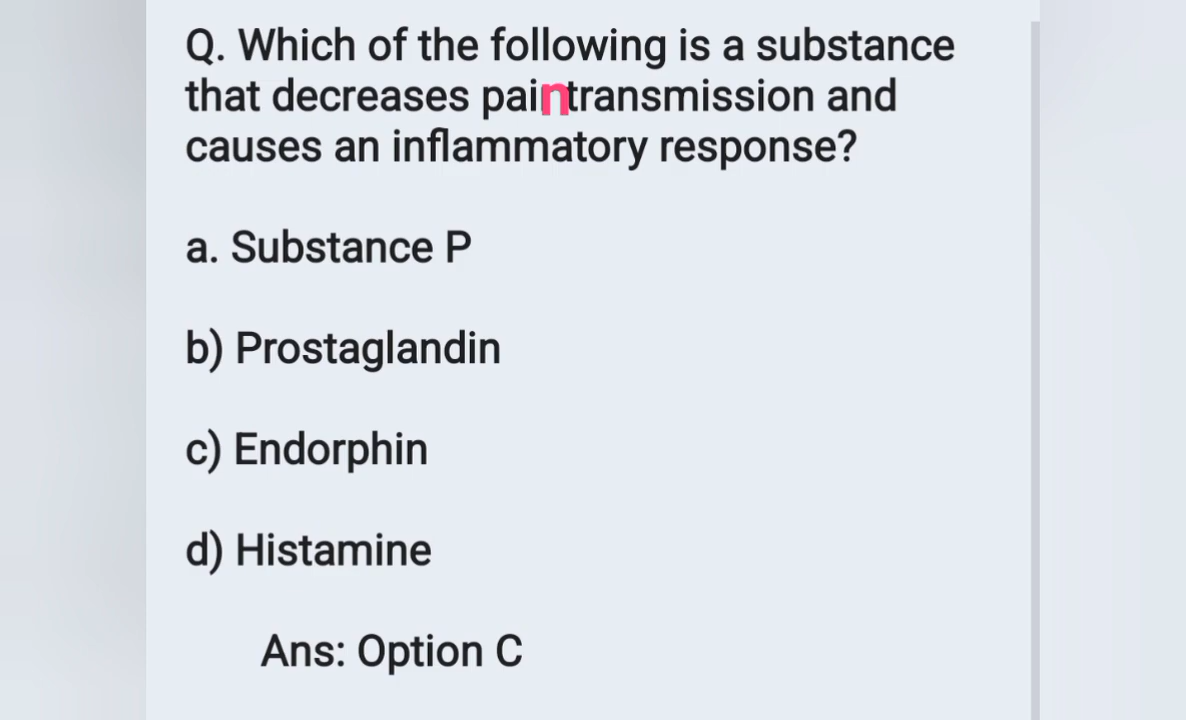 Q. Which of the following is a substance
that decreases paintransmission and
causes an inflammatory response?
a. Substance P
b) Prostaglandin
c) Endorphin
d) Histamine
Ans: Option C